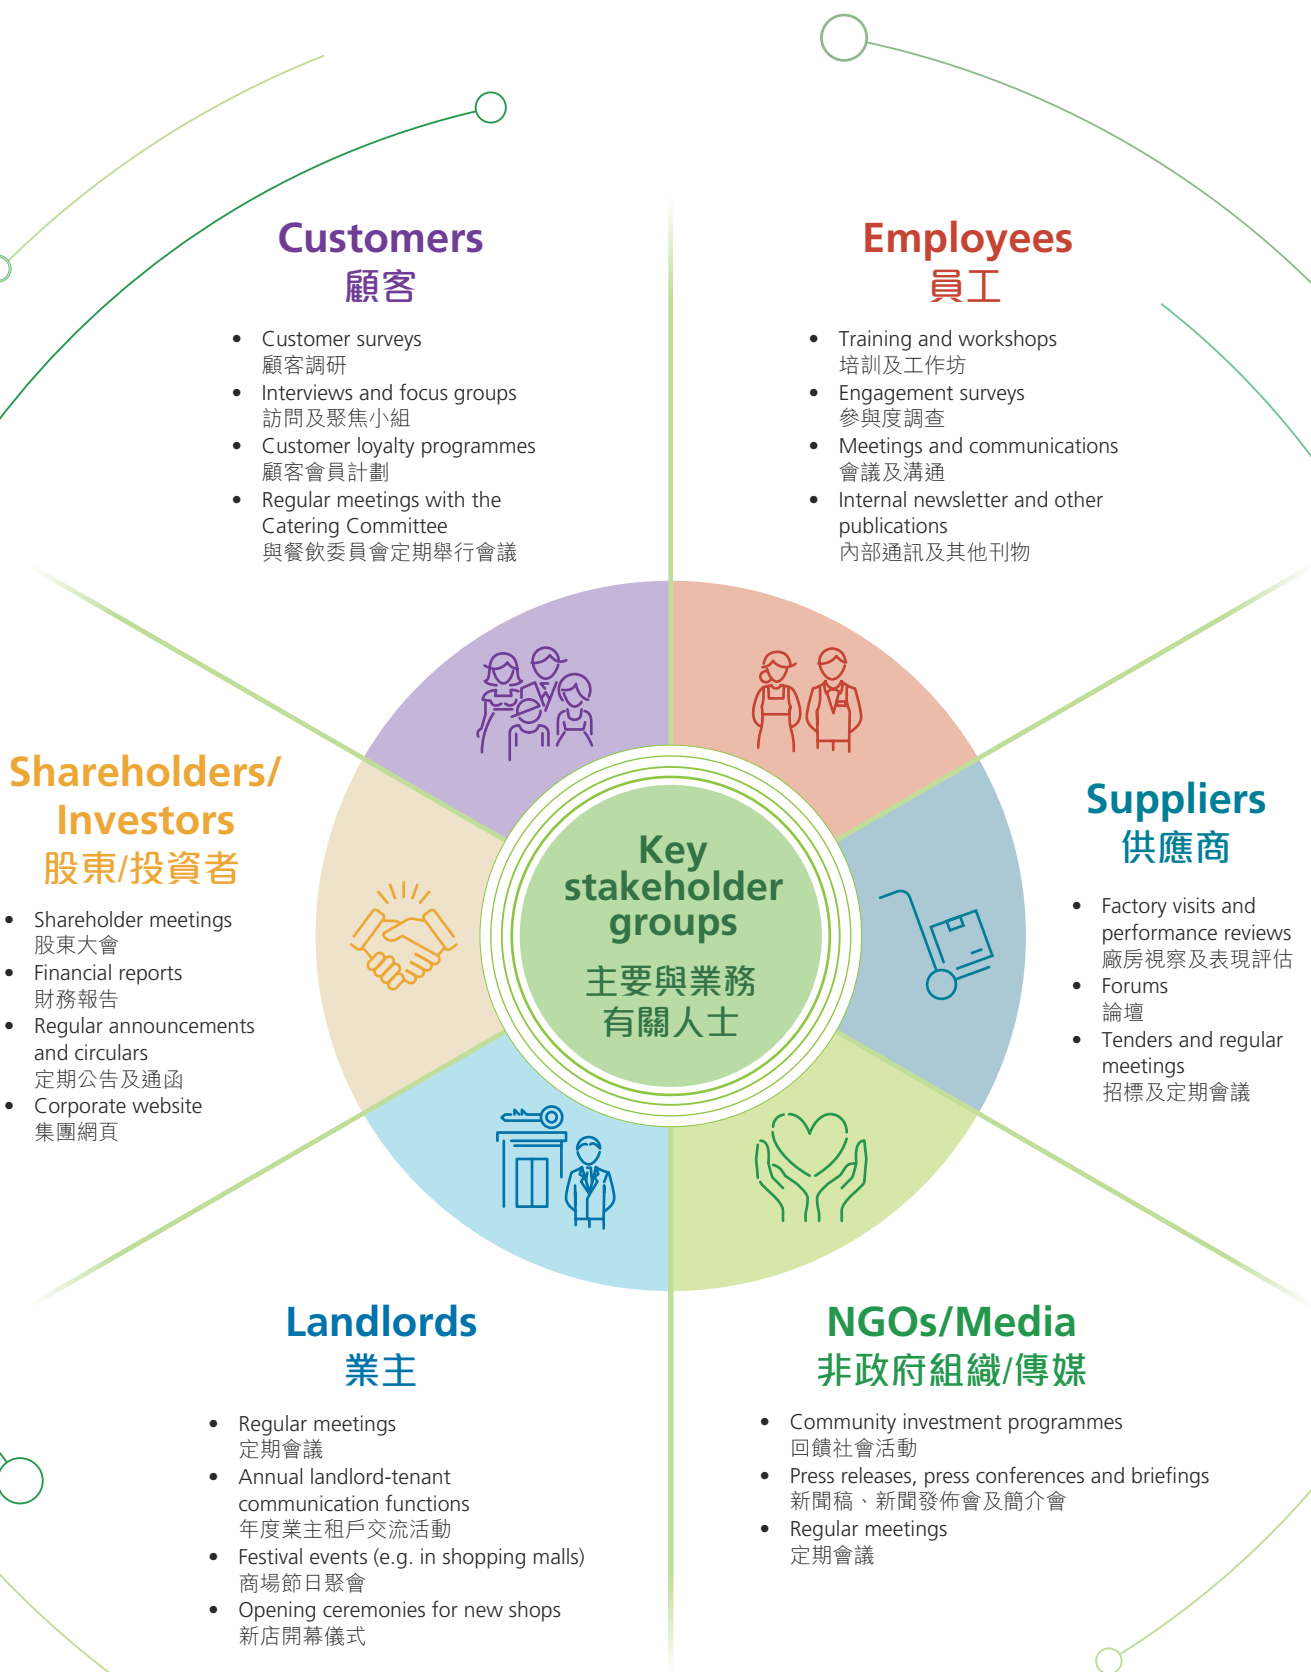 Customers
顧客
• Customer surveys
顧客調研
• Interviews and focus groups
訪問及聚焦小組
• Customer loyalty programmes
顧客會員計劃
• Regular meetings with the
Catering Committee
與餐飲委員會定期舉行會議
Employees
員工
• Training and workshops
培訓及工作坊
• Engagement surveys
參與度調查
• Meetings and communications
會議及溝通
• Internal newsletter and other
publications
內部通訊及其他刊物
Shareholders/
Investors
股東/投資者
• Shareholder meetings
股東大會
• Financial reports
財務報告
• Regular announcements
and circulars
定期公告及通函
• Corporate website
集團網頁
Key
stakeholder
groups
主要與業務
有關人士
Suppliers
供應商
• Factory visits and
performance reviews
廠房視察及表現評估
• Forums
論壇
• Tenders and regular
meetings
招標及定期會議
Landlords
業主
• Regular meetings
定期會議
• Annual landlord-tenant
communication functions
年度業主租戶交流活動
• Festival events (e.g. in shopping malls)
商場節日聚會
• Opening ceremonies for new shops
新店開幕儀式
NGOs/Media
非政府組織/傳媒
• Community investment programmes
回饋社會活動
• Press releases, press conferences and briefings
新聞稿、新聞發佈會及簡介會
• Regular meetings
定期會議